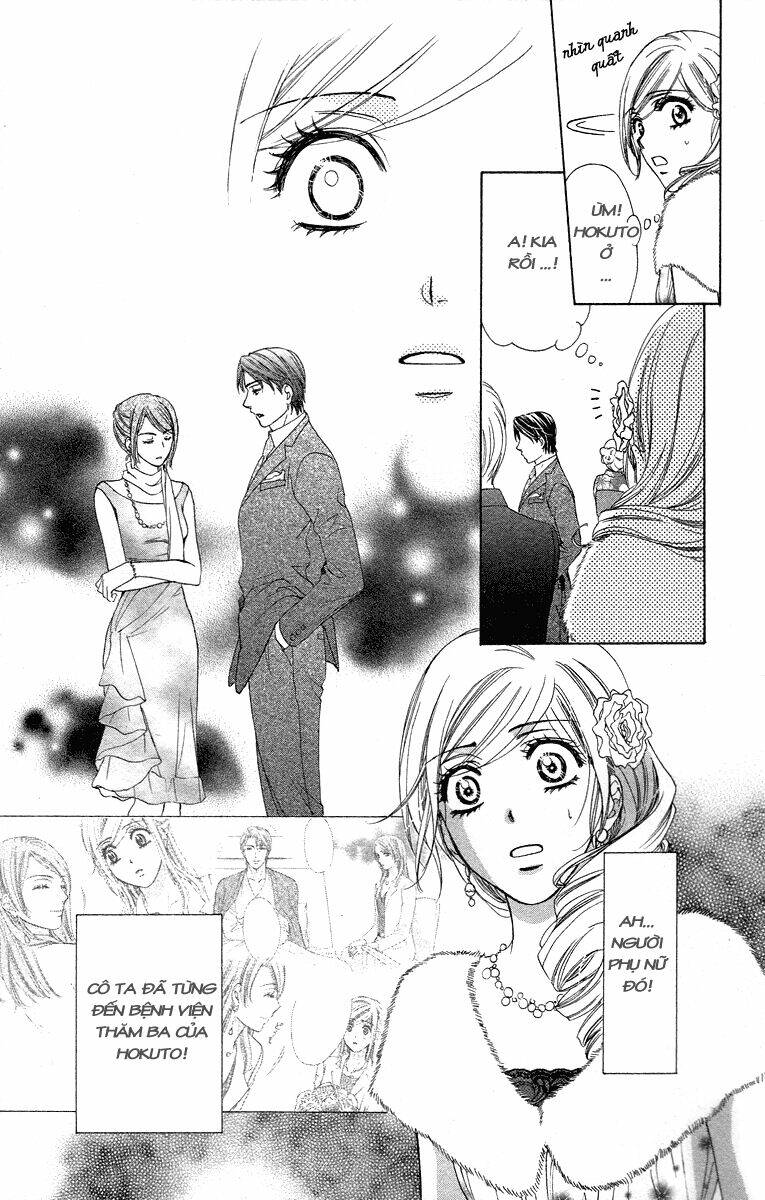 nhìn quanh
quất
ỪM!
HOKUTO
Ở
...
A! KIA
RỒI ...!
AH...
NGƯỜI
PHỤ NỮ
ĐÓ!
CÔ TA ĐÃ TỪNG
ĐẾN BỆNH VIỆN
THĂM BA CỦA
HOKUTO!